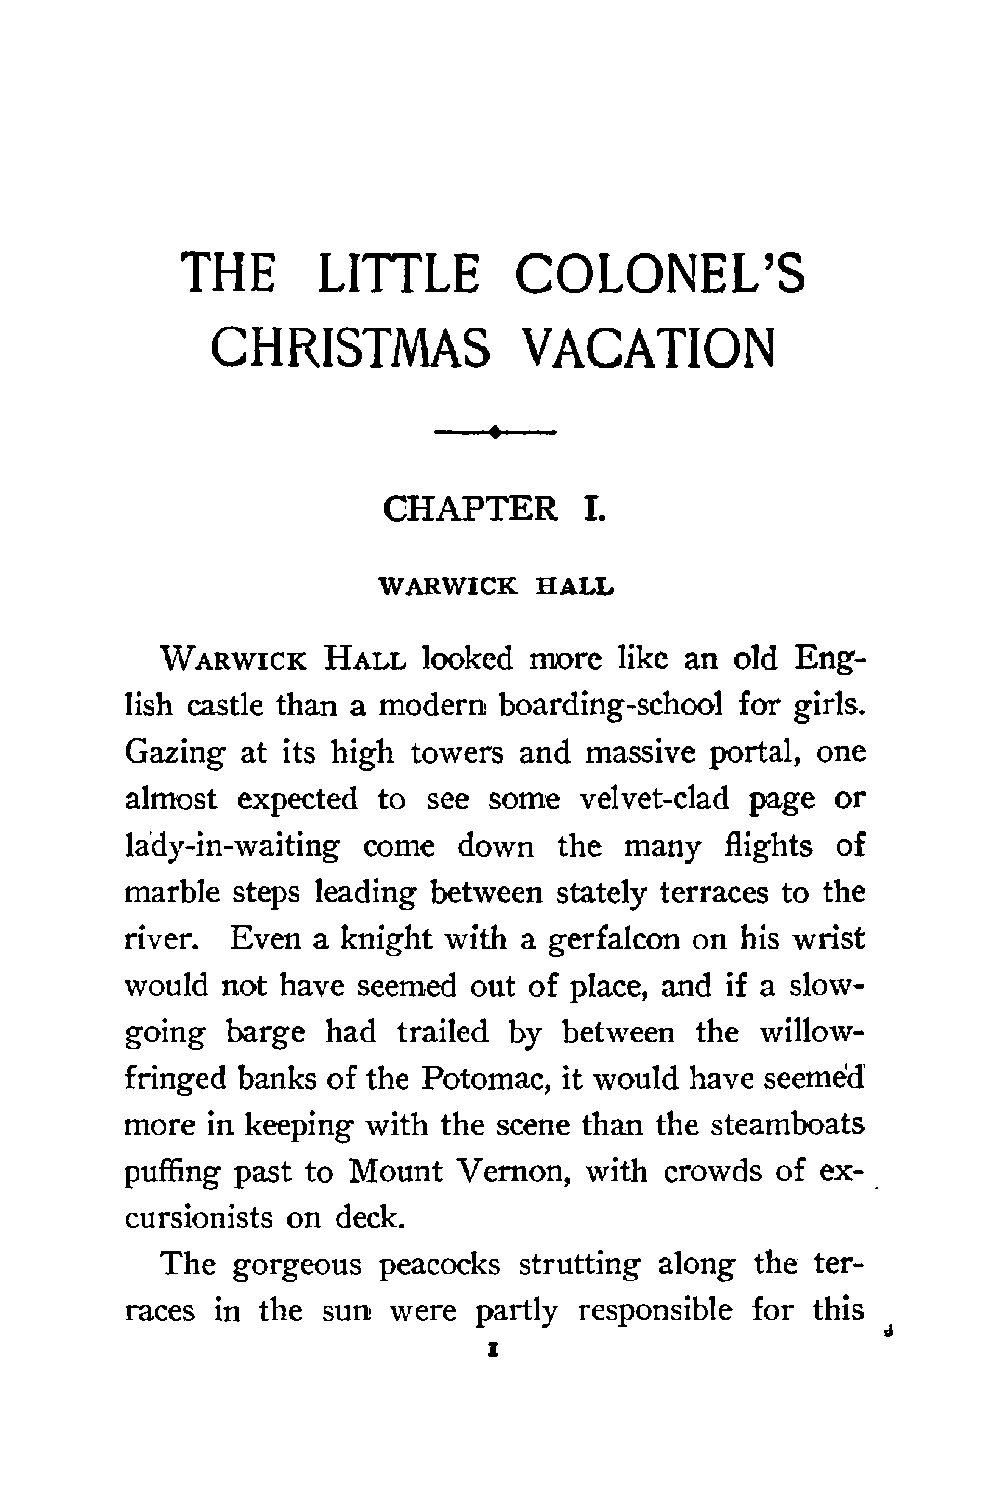 THE LITTLE COLONEL'S
CHRISTMAS VACATION
CHAPTER I.
WARWICK HALL
WARWICK HALL looked more like an old Eng-
lish castle than a modern boarding-school for girls.
Gazing at its high towers and massive portal, one
almost expected to see some velvet-clad page or
lady-in-waiting come down the many flights of
marble steps leading between stately terraces to the
river. Even a knight with a gerfalcon on his wrist
would not have seemed out of place, and if a slow-
going barge had trailed by between the willow-
fringed banks of the Potomac, it would have seemed
more in keeping with the scene than the steamboats
puffing past to Mount Vernon, with crowds of ex-
cursionists on deck.
The gorgeous peacocks strutting along the ter-
races in the sun were partly responsible for this
I